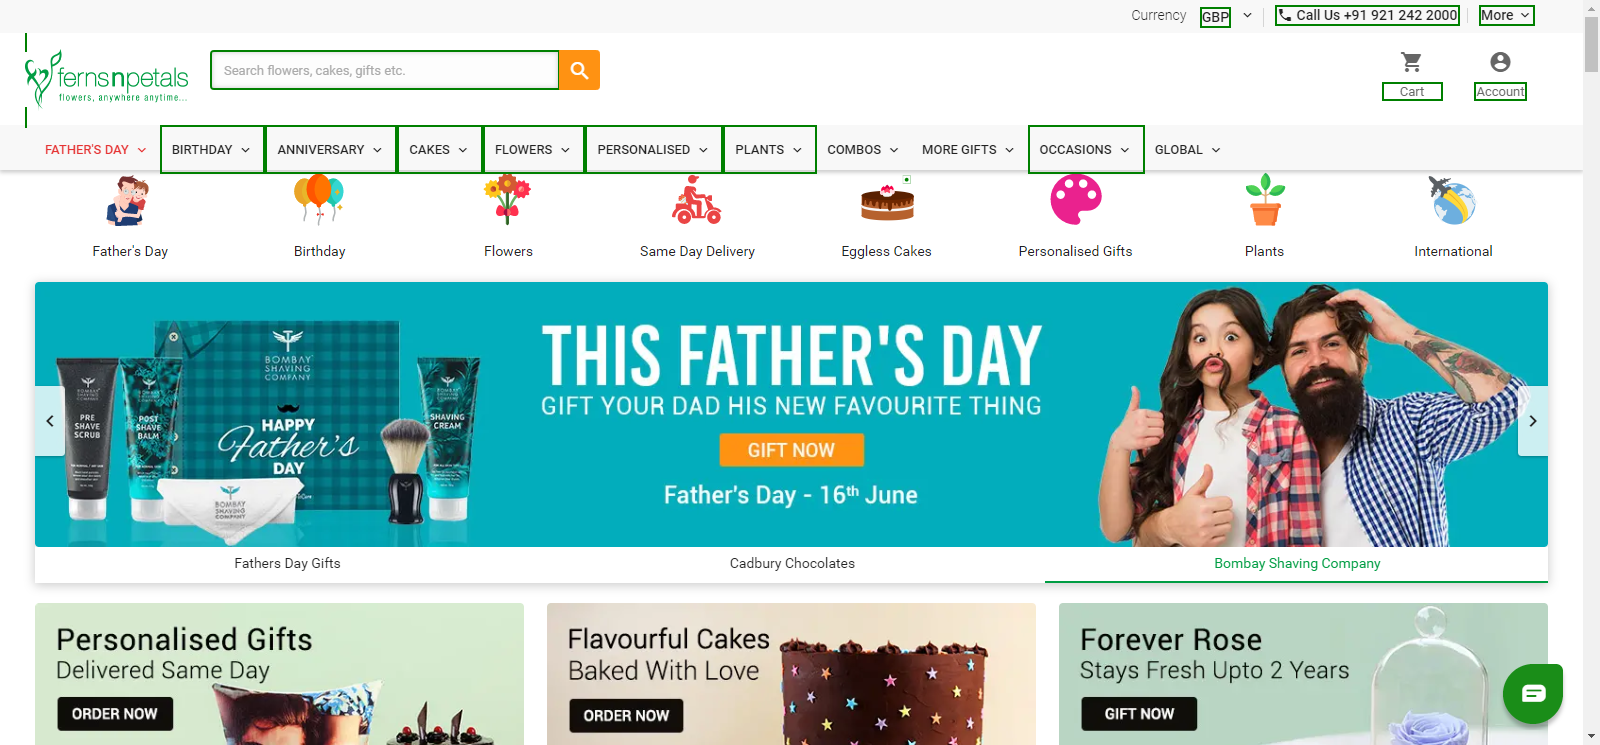 Currency GBP Call Us +91 921 242 2000 More
fernsnpetals
flowers, anywhere anytime...
Search flowers, cakes, gifts etc.
Cart Account
FATHER'S DAY BIRTHDAY ANNIVERSARY CAKES FLOWERS PERSONALISED PLANTS COMBOS MORE GIFTS OCCASIONS GLOBAL
Father's Day Birthday Flowers Same Day Delivery Eggless Cakes Personalised Gifts Plants International
THIS FATHER'S DAY
GIFT YOUR DAD HIS NEW FAVOURITE THING
GIFT NOW
Father's Day - 16th June
BOMBAY
SHAVING
COMPANY
HAPPY
Father's
DAY
PRE
SHAVE
SCRUB
POST
SHAVE
BALM
SHAVING
CREAM
BOMBAY
SHAVING
COMPANY
Fathers Day Gifts Cadbury Chocolates Bombay Shaving Company
Personalised Gifts
Delivered Same Day
ORDER NOW
Flavourful Cakes
Baked With Love
ORDER NOW
Forever Rose
Stays Fresh Upto 2 Years
GIFT NOW